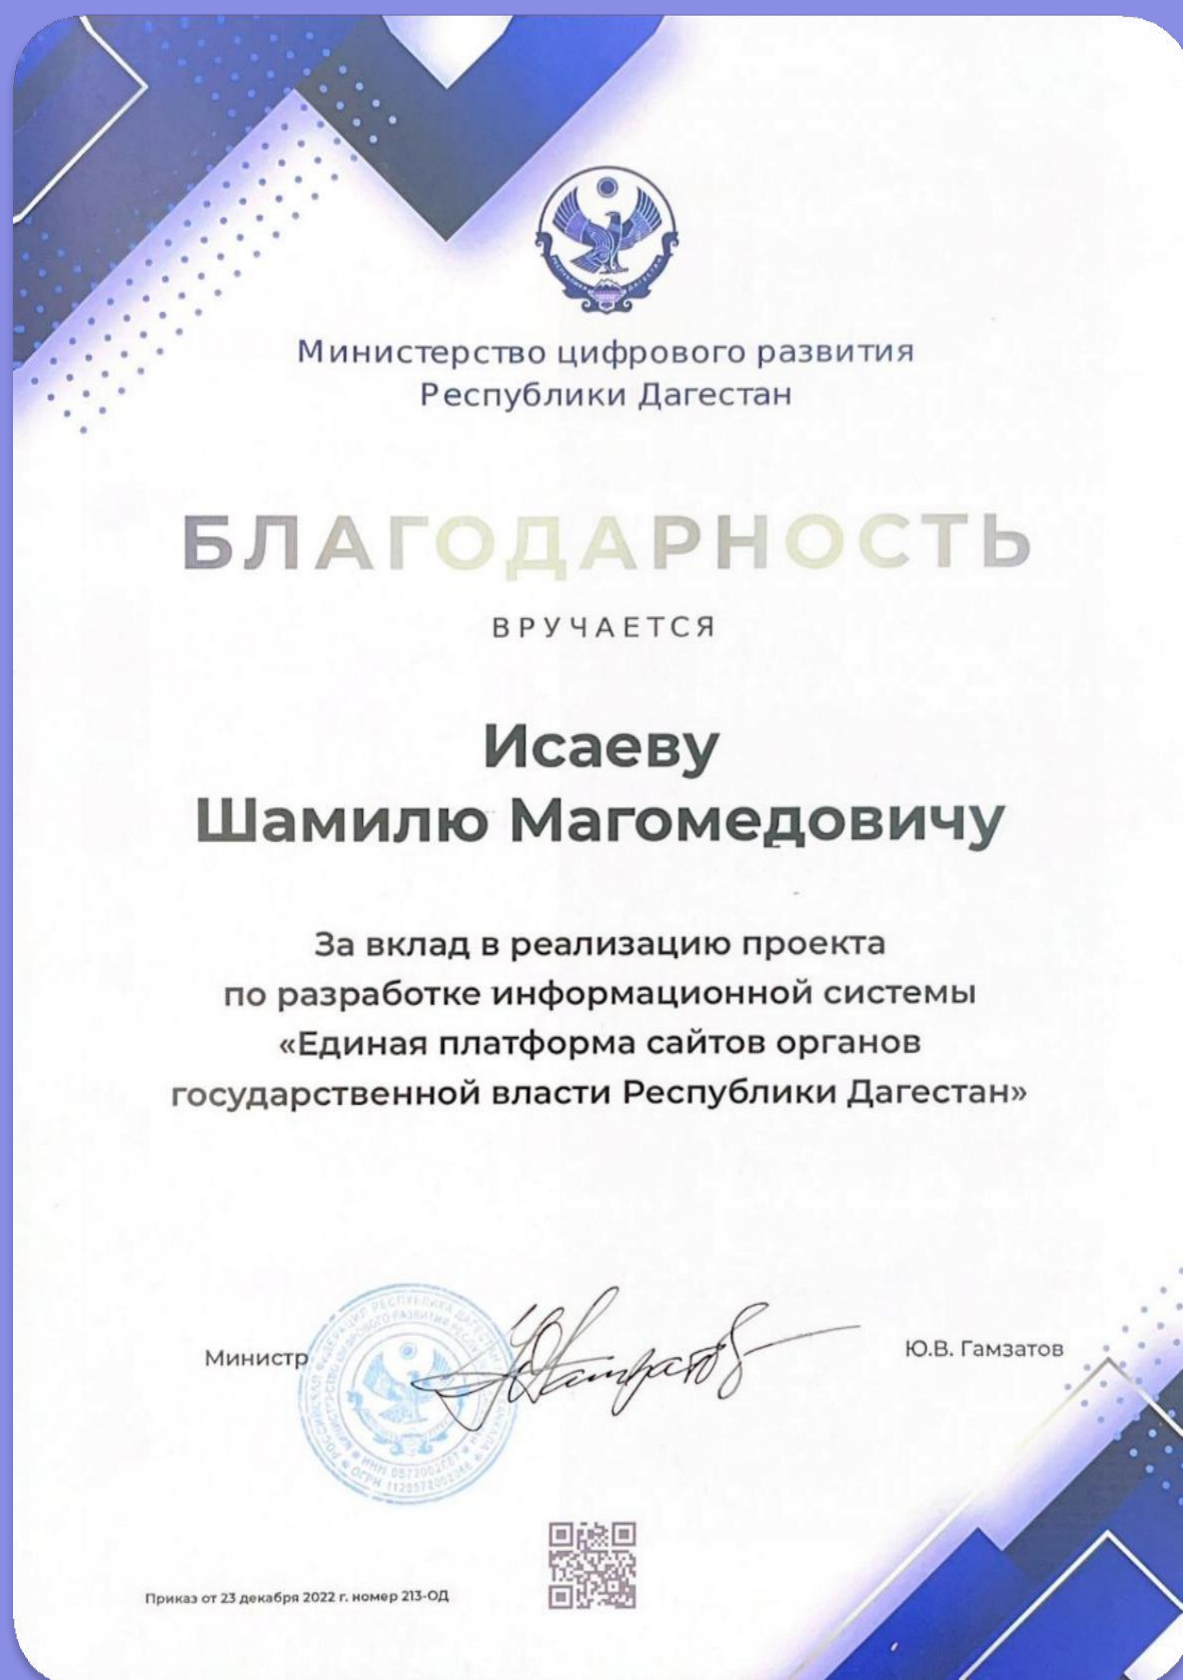 Министерство цифрового развития
Республики Дагестан
БЛАГОДАРНОСТЬ
ВРУЧАЕТСЯ
Исаеву
Шамилю Магомедовичу
За вклад в реализацию проекта
по разработке информационной системы
«Единая платформа сайтов органов
государственной власти Республики Дагестан»
Министр
Ю.В. Гамзатов
Приказ от 23 декабря 2022 г. номер 213-ОД